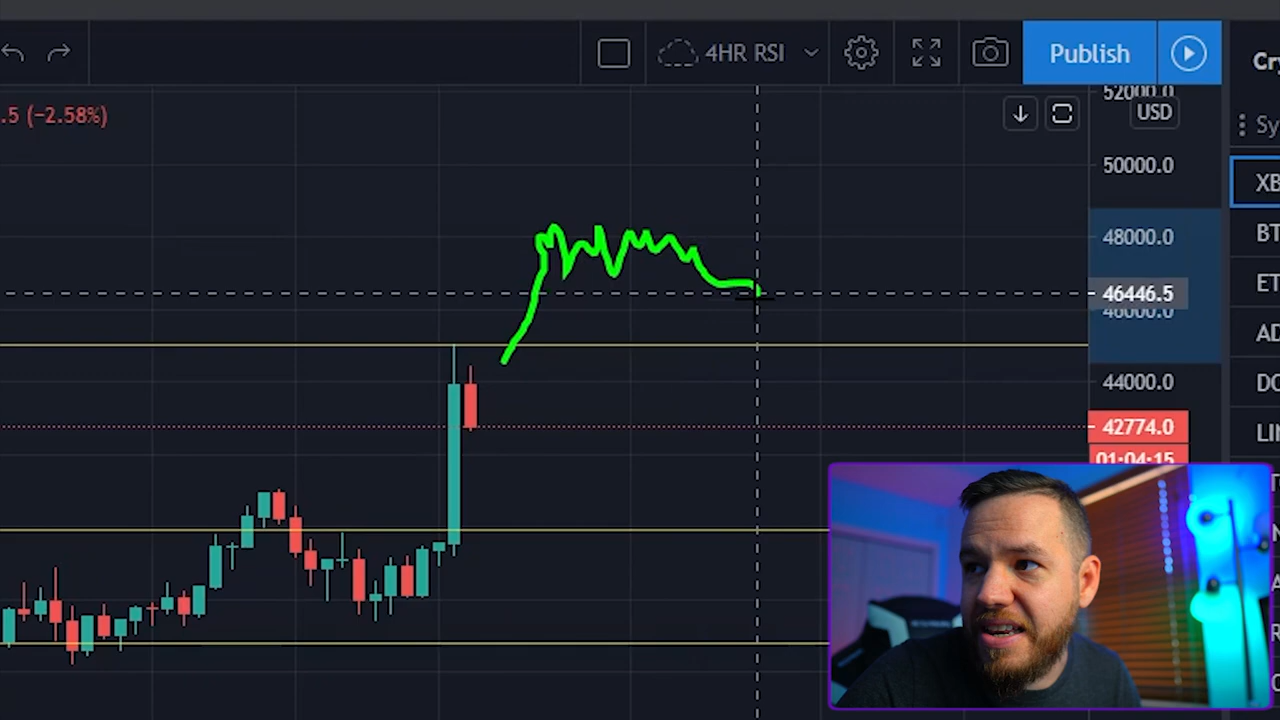 4HR RSI
Publish
Cry
.5 (−2.58%)
52000.0
USD
Sy
50000.0
XB
48000.0
BT
46446.5
46000.0
ET
44000.0
AD
DO
42774.0
LIN
01:04:15